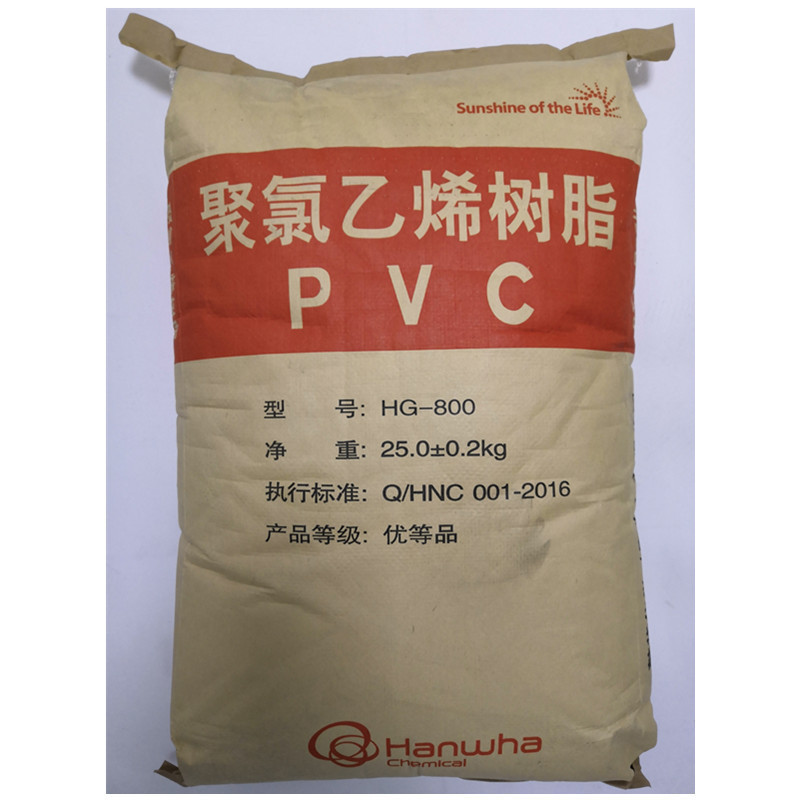 Sunshine of the Life
聚氯乙烯树脂
PVC
型 号: HG-800
净 重: 25.0±0.2kg
执行标准: Q/HNC 001-2016
产品等级: 优等品
Hanwha
Chemical